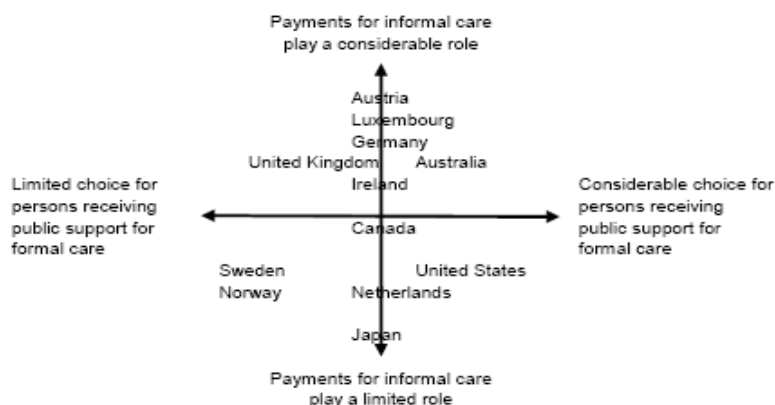 Payments for informal care
play a considerable role
Austria
Luxembourg
Germany
United Kingdom Australia
Ireland
Limited choice for
persons receiving
public support for
formal care
Considerable choice for
persons receiving
public support for
formal care
Canada
Sweden United States
Norway Netherlands
Japan
Payments for informal care
play a limited role